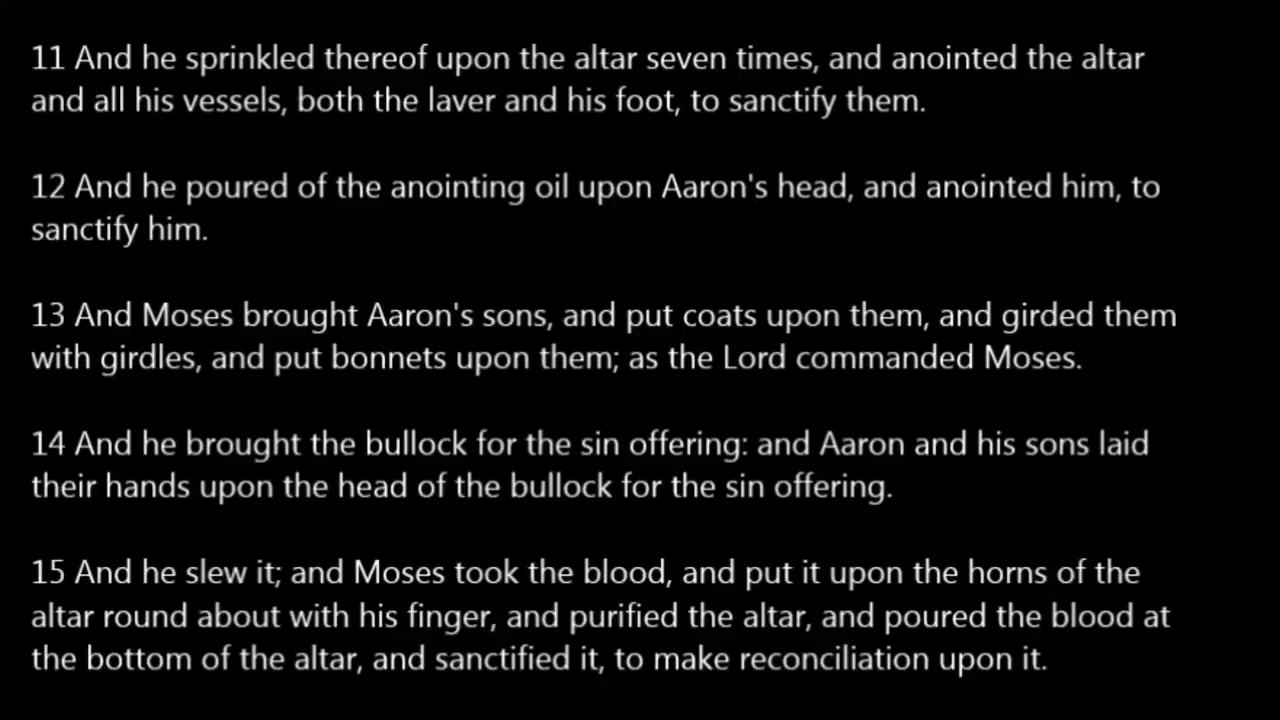 11 And he sprinkled thereof upon the altar seven times, and anointed the altar
and all his vessels, both the laver and his foot, to sanctify them.
12 And he poured of the anointing oil upon Aaron's head, and anointed him, to
sanctify him.
13 And Moses brought Aaron's sons, and put coats upon them, and girded them
with girdles, and put bonnets upon them; as the Lord commanded Moses.
14 And he brought the bullock for the sin offering: and Aaron and his sons laid
their hands upon the head of the bullock for the sin offering.
15 And he slew it; and Moses took the blood, and put it upon the horns of the
altar round about with his finger, and purified the altar, and poured the blood at
the bottom of the altar, and sanctified it, to make reconciliation upon it.